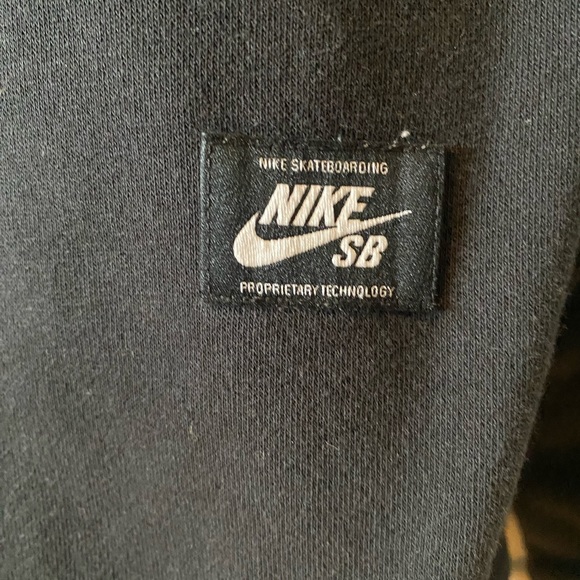 NIKE SKATEBOARDING
NIKE
SB
PROPRIETARY TECHNOLOGY